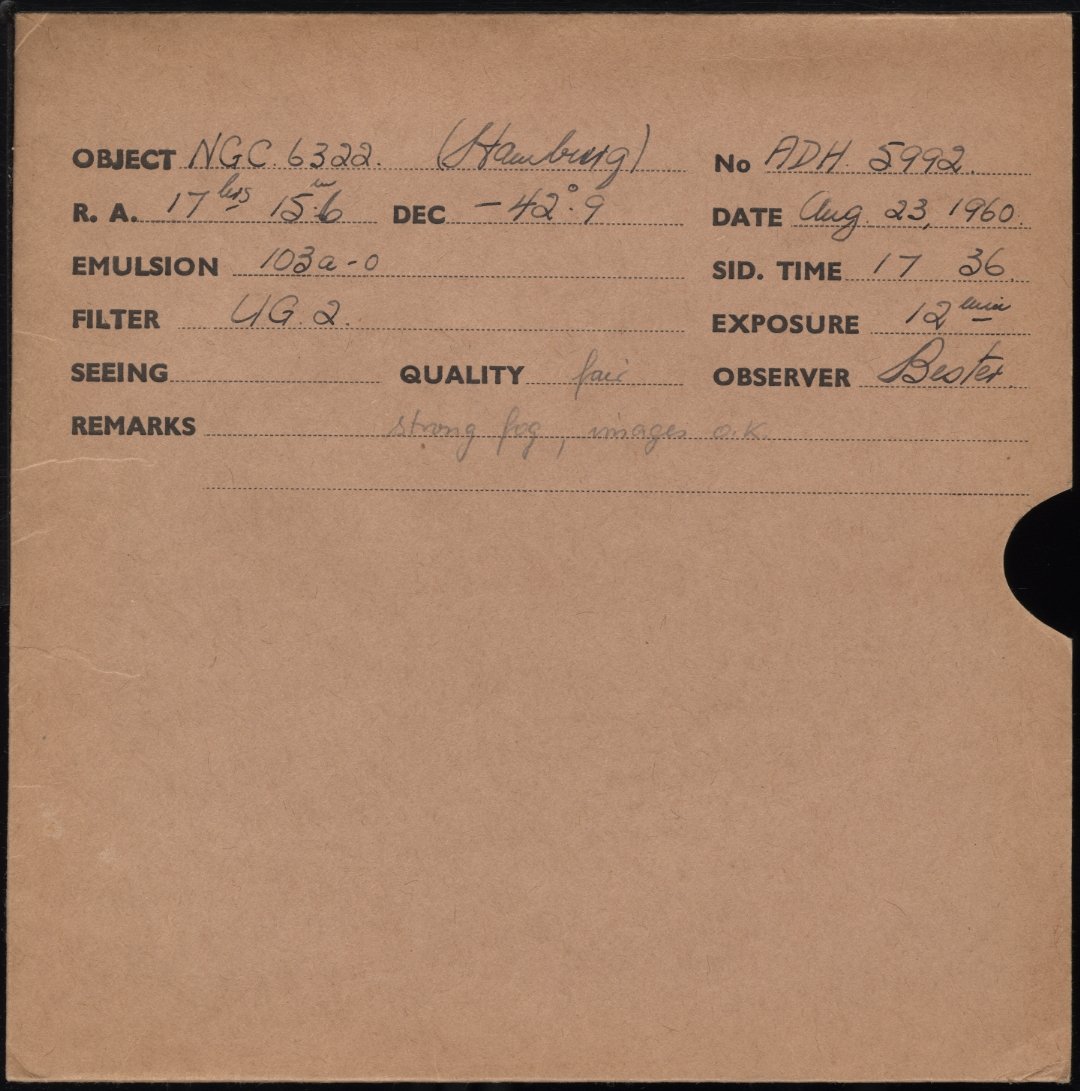 OBJECT NGC. 6322. (Hamburg) No ADH. 5992.
R. A. 17 hrs 15.6 m DEC -42°.9 DATE Aug. 23, 1960.
EMULSION 103a-0 SID. TIME 17 36.
FILTER UG. 2. EXPOSURE 12 min
SEEING QUALITY fair OBSERVER Bester.
REMARKS strong fog, images o.k.